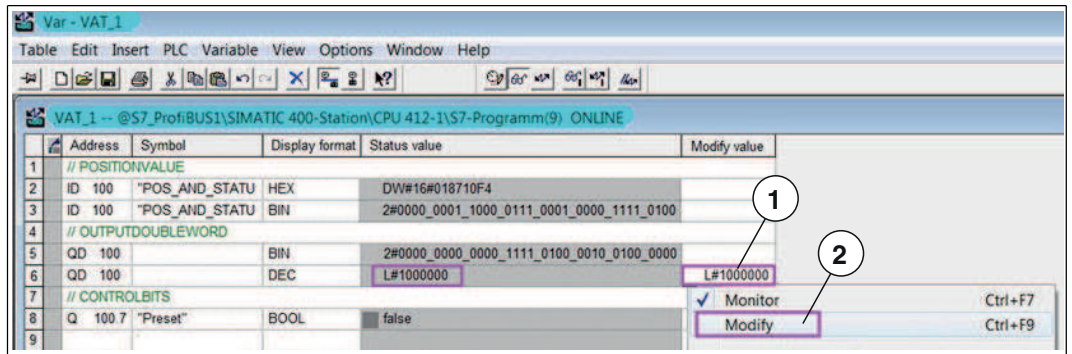 Var - VAT_1
Table Edit Insert PLC Variable View Options Window Help
VAT_1 -- @S7_ProfiBUS1\SIMATIC 400-Station\CPU 412-1\S7-Programm(9) ONLINE
Address Symbol Display format Status value Modify value
1 // POSITIONVALUE
2 ID 100 "POS_AND_STATU HEX DW#16#018710F4
3 ID 100 "POS_AND_STATU BIN 2#0000_0001_1000_0111_0001_0000_1111_0100
1
4 // OUTPUTDOUBLEWORD
5 QD 100 BIN 2#0000_0000_0000_1111_0100_0010_0100_0000
2
6 QD 100 DEC L#1000000 L#1000000
7 // CONTROLBITS
✓ Monitor Ctrl+F7
8 Q 100.7 "Preset" BOOL false
Modify Ctrl+F9
9